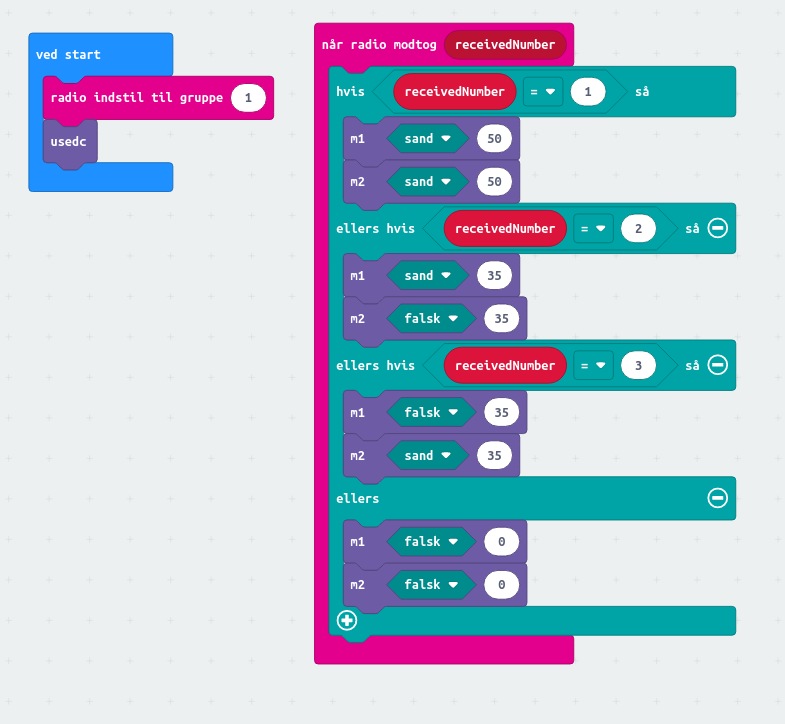 ved start
radio indstil til gruppe 1
usedc
når radio modtog receivedNumber
hvis receivedNumber = 1 så
m1 sand 50
m2 sand 50
ellers hvis receivedNumber = 2 så
m1 sand 35
m2 falsk 35
ellers hvis receivedNumber = 3 så
m1 falsk 35
m2 sand 35
ellers
m1 falsk 0
m2 falsk 0